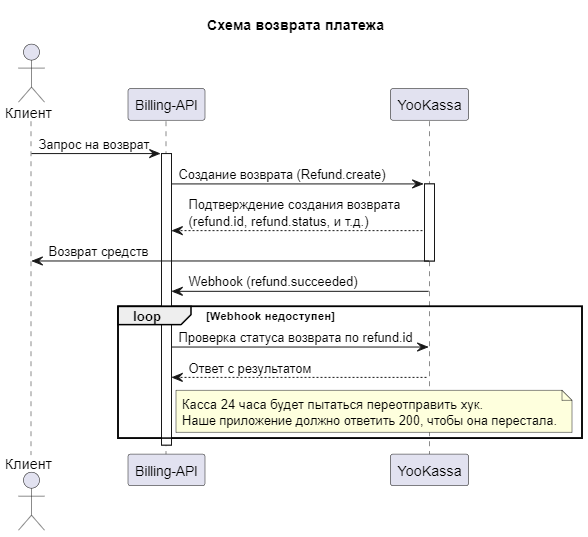 Схема возврата платежа
Клиент
Billing-API
YooKassa
Запрос на возврат
Создание возврата (Refund.create)
Подтверждение создания возврата
(refund.id, refund.status, и т.д.)
Возврат средств
Webhook (refund.succeeded)
loop
[Webhook недоступен]
Проверка статуса возврата по refund.id
Ответ с результатом
Касса 24 часа будет пытаться переотправить хук.
Наше приложение должно ответить 200, чтобы она перестала.
Клиент
Billing-API
YooKassa